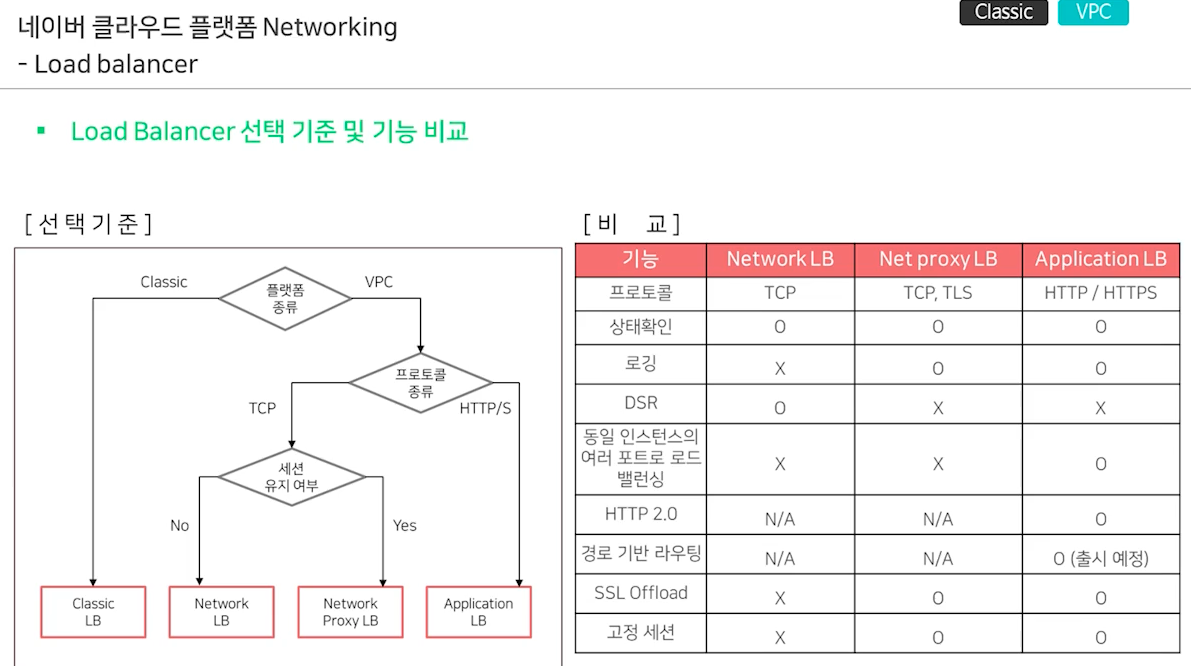 네이버 클라우드 플랫폼 Networking
Classic
VPC
- Load balancer
▪ Load Balancer 선택 기준 및 기능 비교
[ 선 택 기 준 ]
Classic
플랫폼
종류
VPC
프로토콜
종류
TCP
HTTP/S
세션
유지 여부
No
Yes
Classic
LB
Network
LB
Network
Proxy LB
Application
LB
[ 비 교 ]
기능 Network LB Net proxy LB Application LB
프로토콜 TCP TCP, TLS HTTP / HTTPS
상태확인 O O O
로깅 X O O
DSR O X X
동일 인스턴스의
여러 포트로 로드
밸런싱
X X O
HTTP 2.0 N/A N/A O
경로 기반 라우팅 N/A N/A O (출시 예정)
SSL Offload X O O
고정 세션 X O O